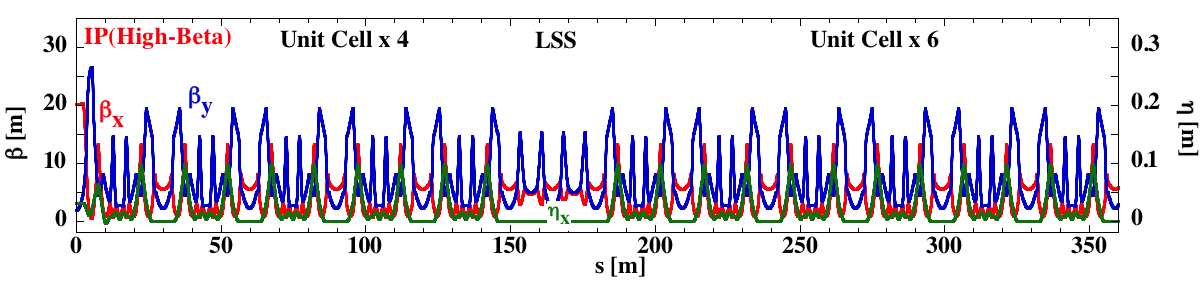 IP(High-Beta) Unit Cell x 4 LSS Unit Cell x 6
30 0.3
20 0.2
10 0.1
0 0
βx
βy
ηx
β [m]
η [m]
0 50 100 150 200 250 300 350
s [m]